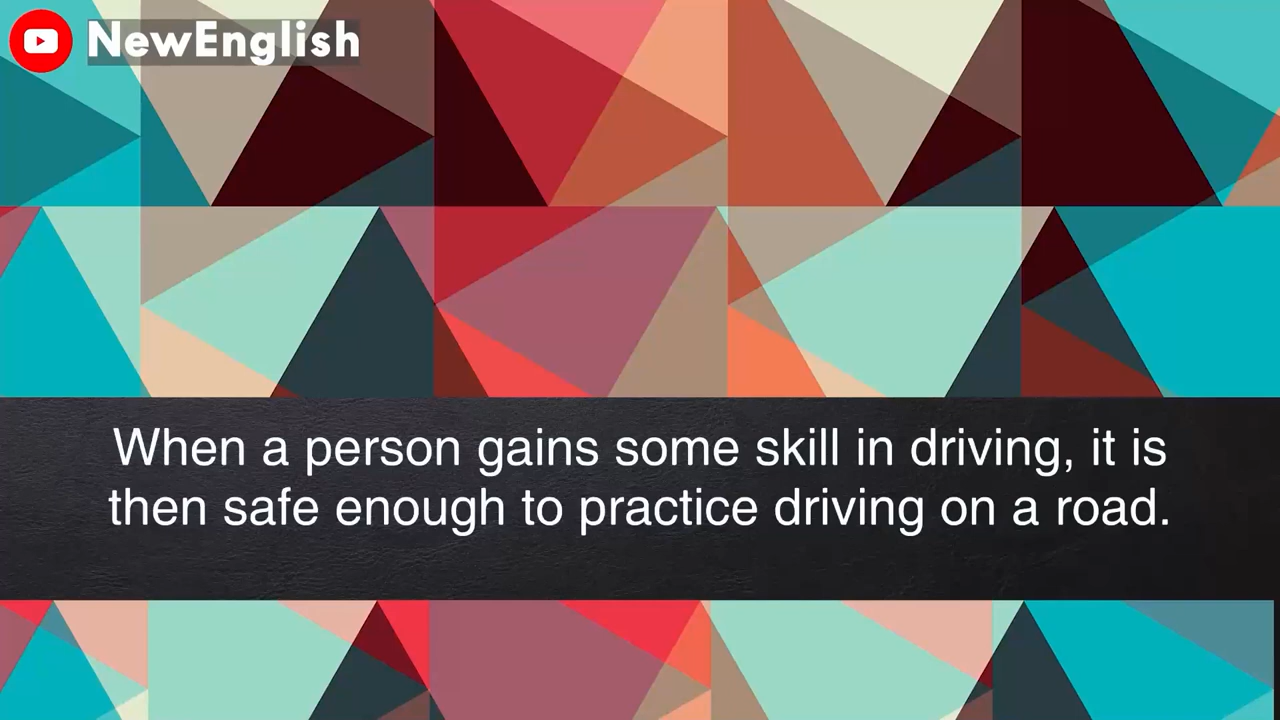 NewEnglish
When a person gains some skill in driving, it is
then safe enough to practice driving on a road.